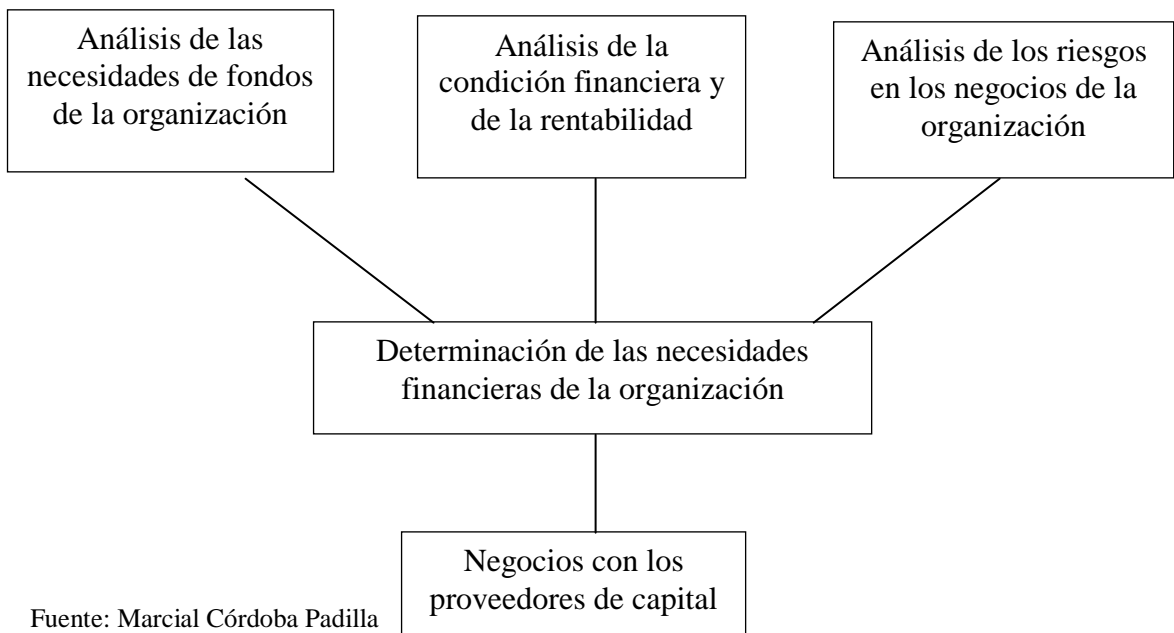 Análisis de las
necesidades de fondos
de la organización
Análisis de la
condición financiera y
de la rentabilidad
Análisis de los riesgos
en los negocios de la
organización
Determinación de las necesidades
financieras de la organización
Negocios con los
proveedores de capital
Fuente: Marcial Córdoba Padilla